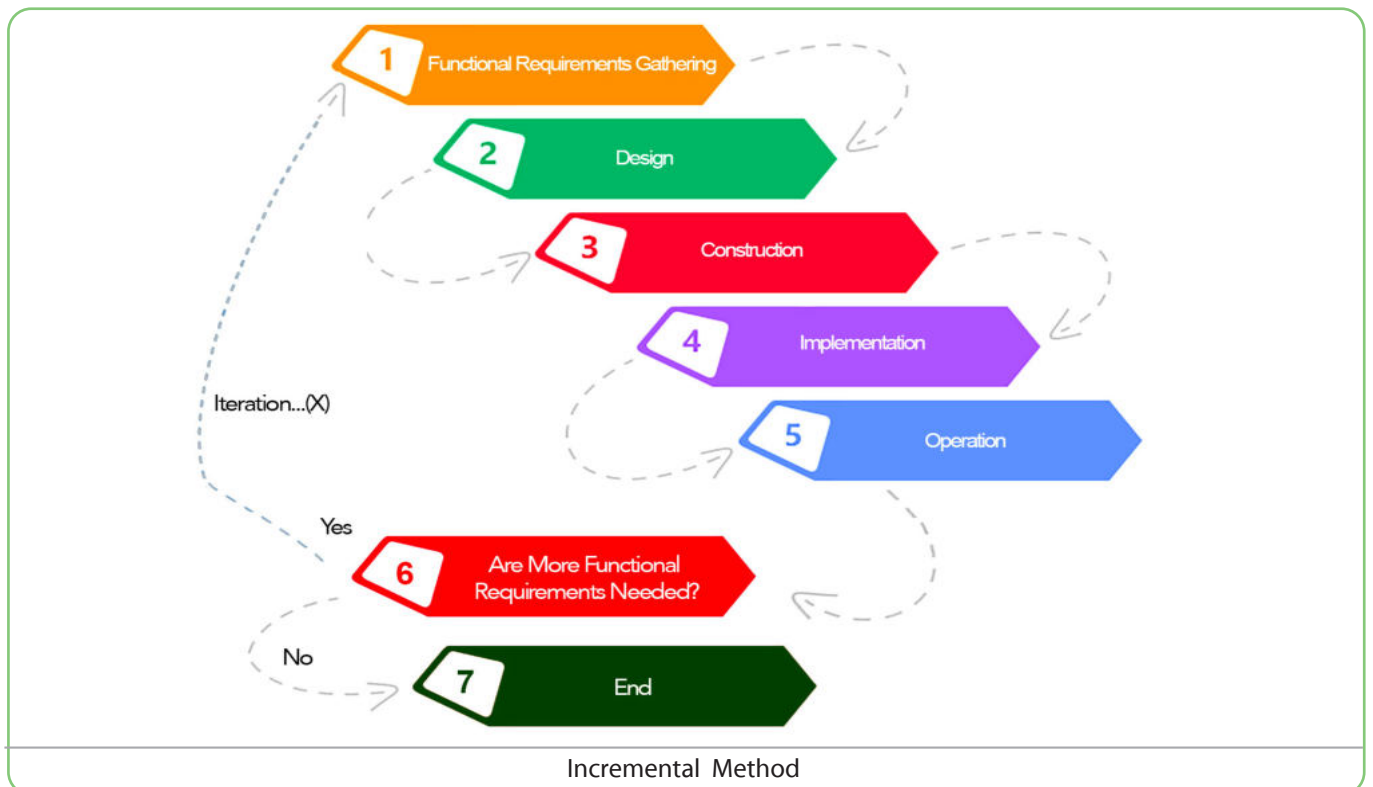 1
Functional Requirements Gathering
2
Design
3
Construction
4
Implementation
Iteration...(X)
5
Operation
Yes
6
Are More Functional
Requirements Needed?
No
7
End
Incremental Method